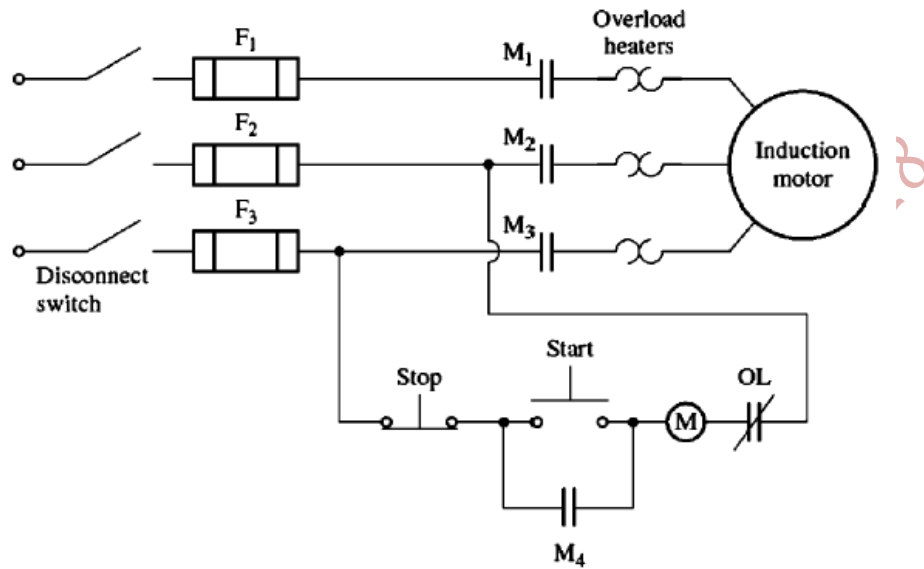 Overload
heaters
F₁
M₁
F₂
M₂
Induction
motor
F₃
M₃
Disconnect
switch
Start
Stop
OL
M
M₄